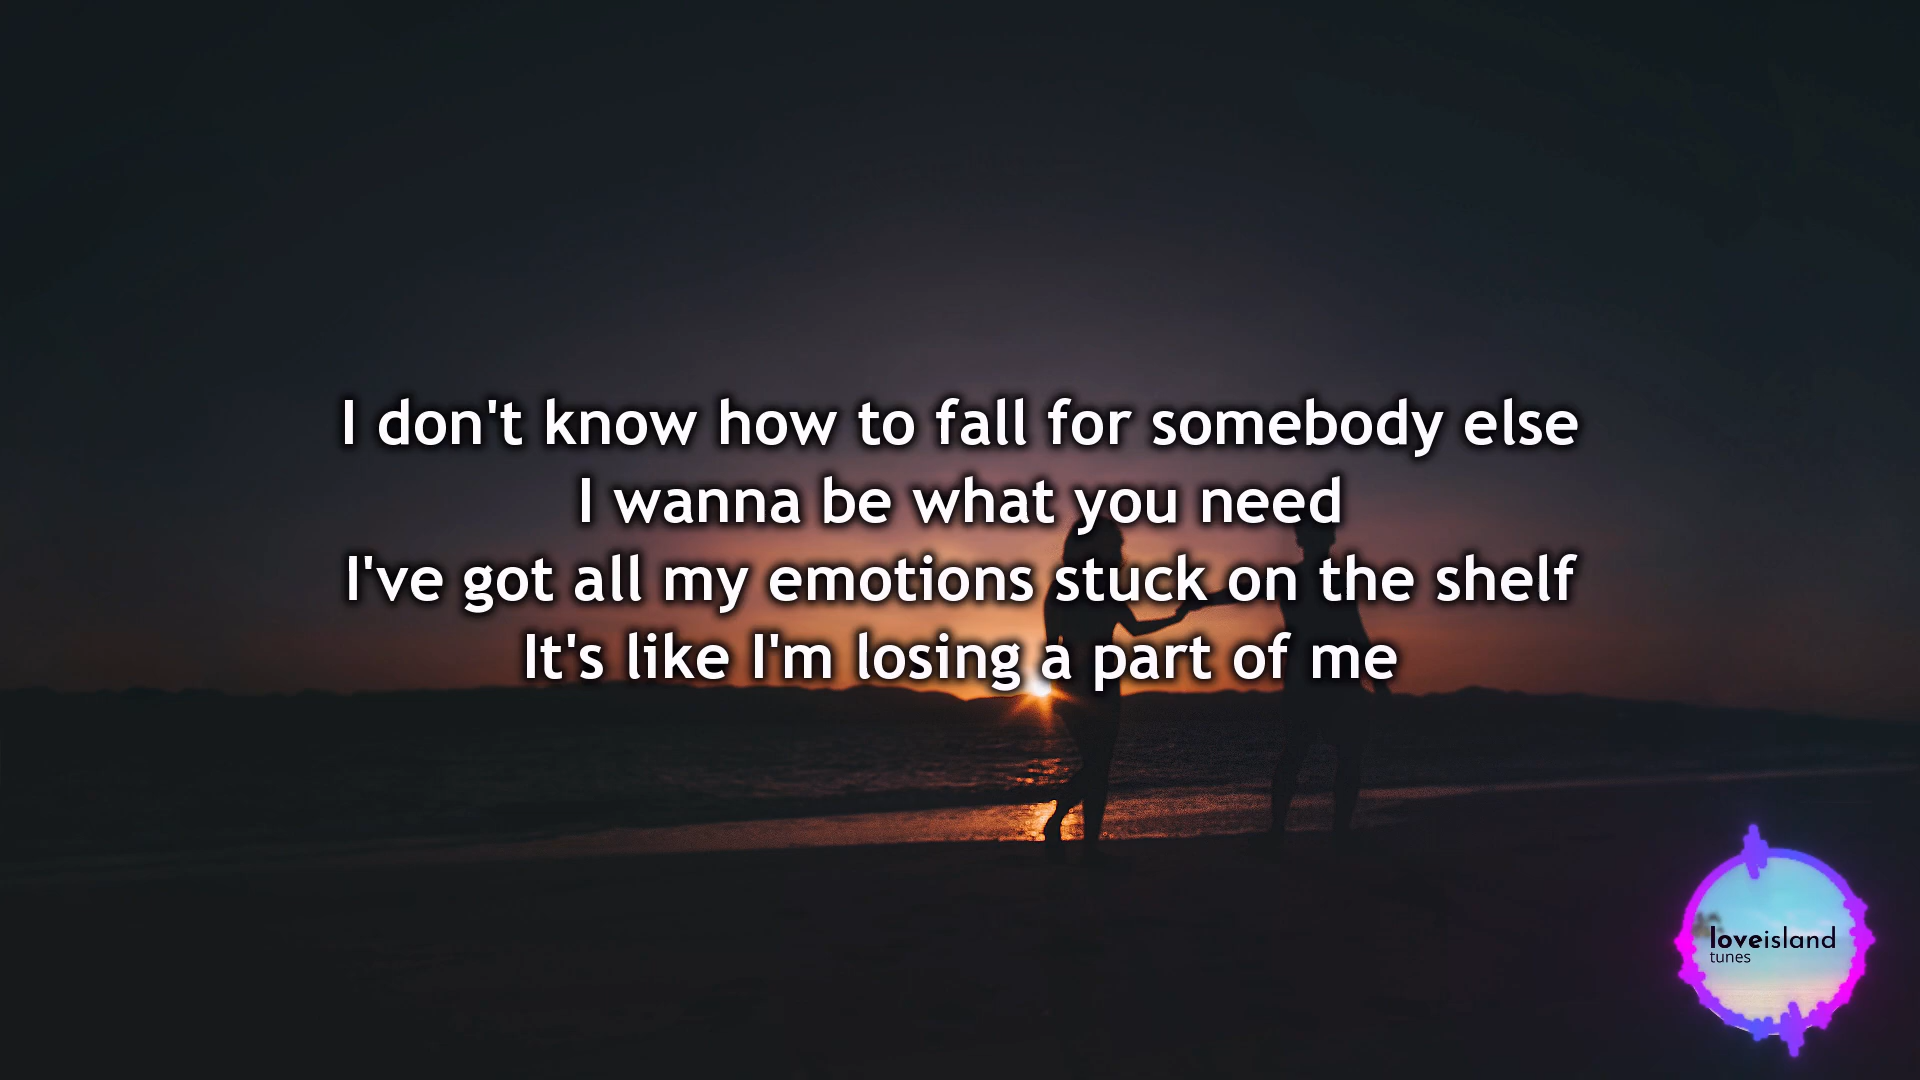 I don't know how to fall for somebody else
I wanna be what you need
I've got all my emotions stuck on the shelf
It's like I'm losing a part of me
loveisland
tunes